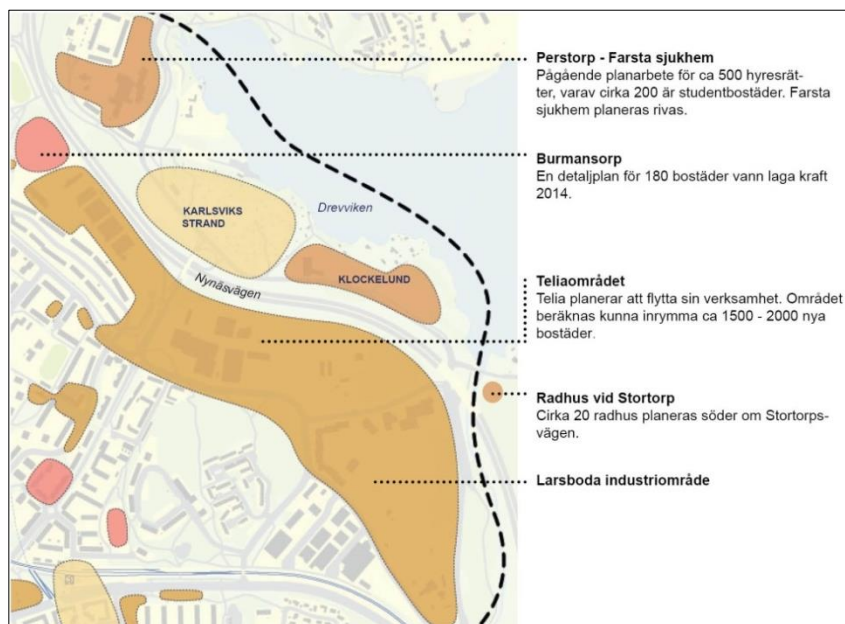 Perstorp - Farsta sjukhem
Pågående planarbete för ca 500 hyresrät-
ter, varav cirka 200 är studentbostäder. Farsta
sjukhem planeras rivas.
Burmansorp
En detaljplan för 180 bostäder vann laga kraft
2014.
KARLSVIKS
STRAND
Drevviken
KLOCKELUND
Nynäsvägen
Teliaområdet
Telia planerar att flytta sin verksamhet. Området
beräknas kunna inrymma ca 1500 - 2000 nya
bostäder.
Radhus vid Stortorp
Cirka 20 radhus planeras söder om Stortorps-
vägen.
Larsboda industriområde